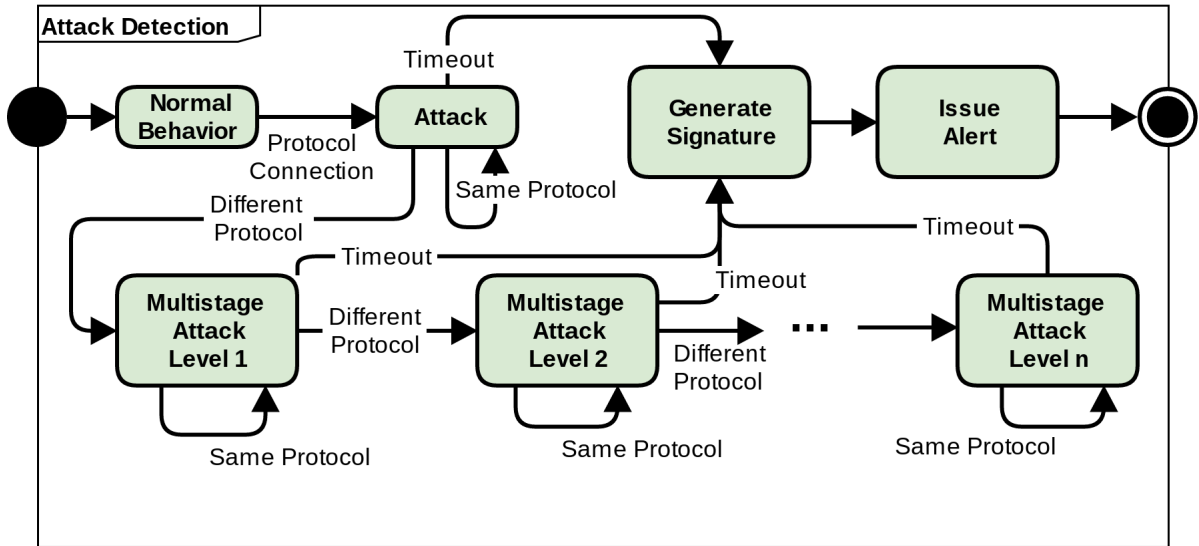 Attack Detection
Timeout
Normal
Behavior
Attack
Generate
Signature
Issue
Alert
Protocol
Connection
Same Protocol
Different
Protocol
Timeout
Timeout
Timeout
Multistage
Attack
Level 1
Different
Protocol
Multistage
Attack
Level 2
Different
Protocol
...
Multistage
Attack
Level n
Same Protocol
Same Protocol
Same Protocol